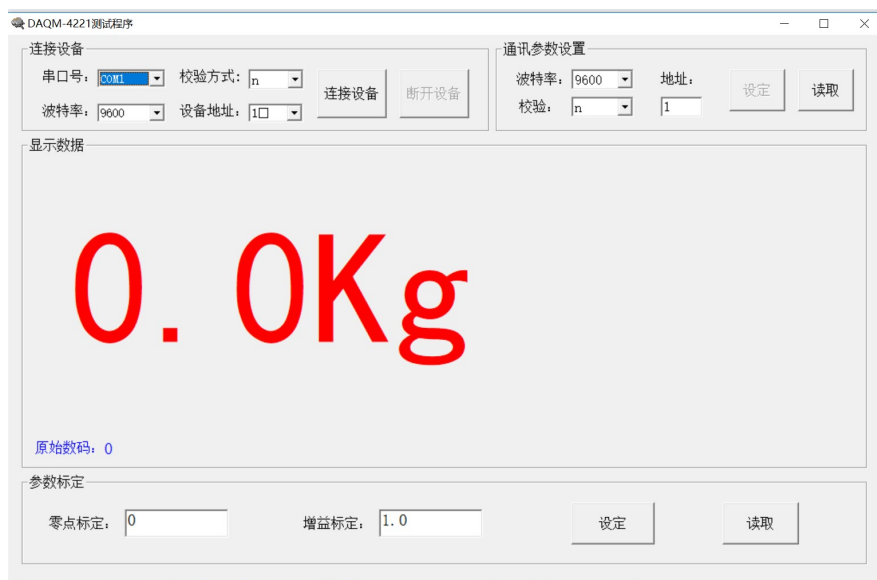 DAQM-4221测试程序
连接设备
串口号: COM1 校验方式: n 连接设备 断开设备
波特率: 9600 设备地址: 1□
通讯参数设置
波特率: 9600 地址: 设定 读取
校验: n 1
显示数据
0.0Kg
原始数码: 0
参数标定
零点标定: 0 增益标定: 1.0 设定 读取